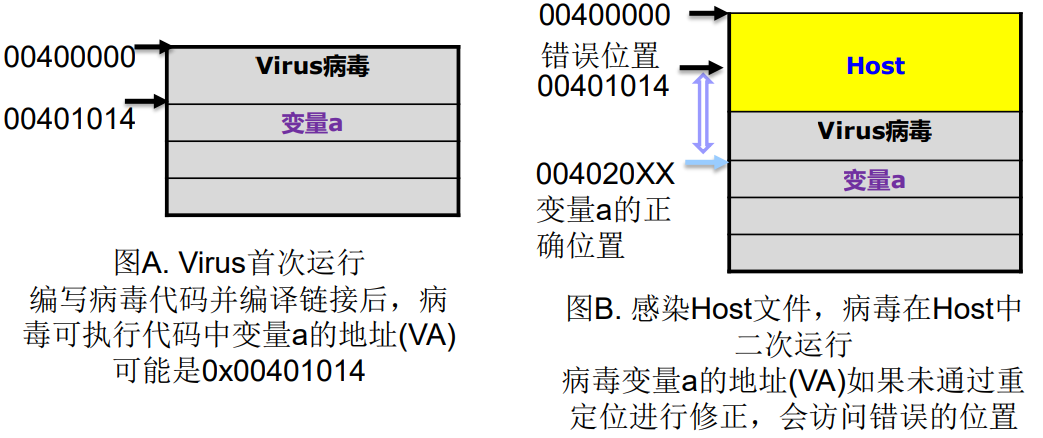 00400000
Virus病毒
00401014
变量a
图A. Virus首次运行
编写病毒代码并编译链接后，病
毒可执行代码中变量a的地址(VA)
可能是0x00401014
00400000
错误位置
Host
00401014
Virus病毒
004020XX
变量a
变量a的正
确位置
图B. 感染Host文件，病毒在Host中
二次运行
病毒变量a的地址(VA)如果未通过重
定位进行修正，会访问错误的位置